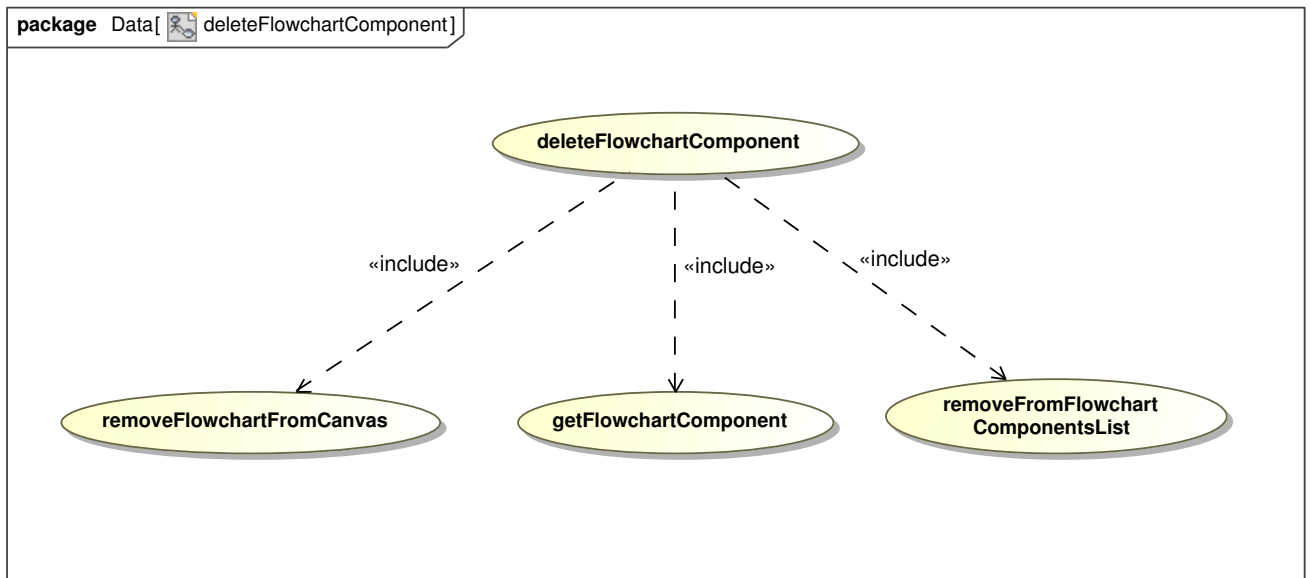 package Data[ deleteFlowchartComponent]
deleteFlowchartComponent
«include»
«include»
«include»
removeFlowchartFromCanvas
getFlowchartComponent
removeFromFlowchart
ComponentsList